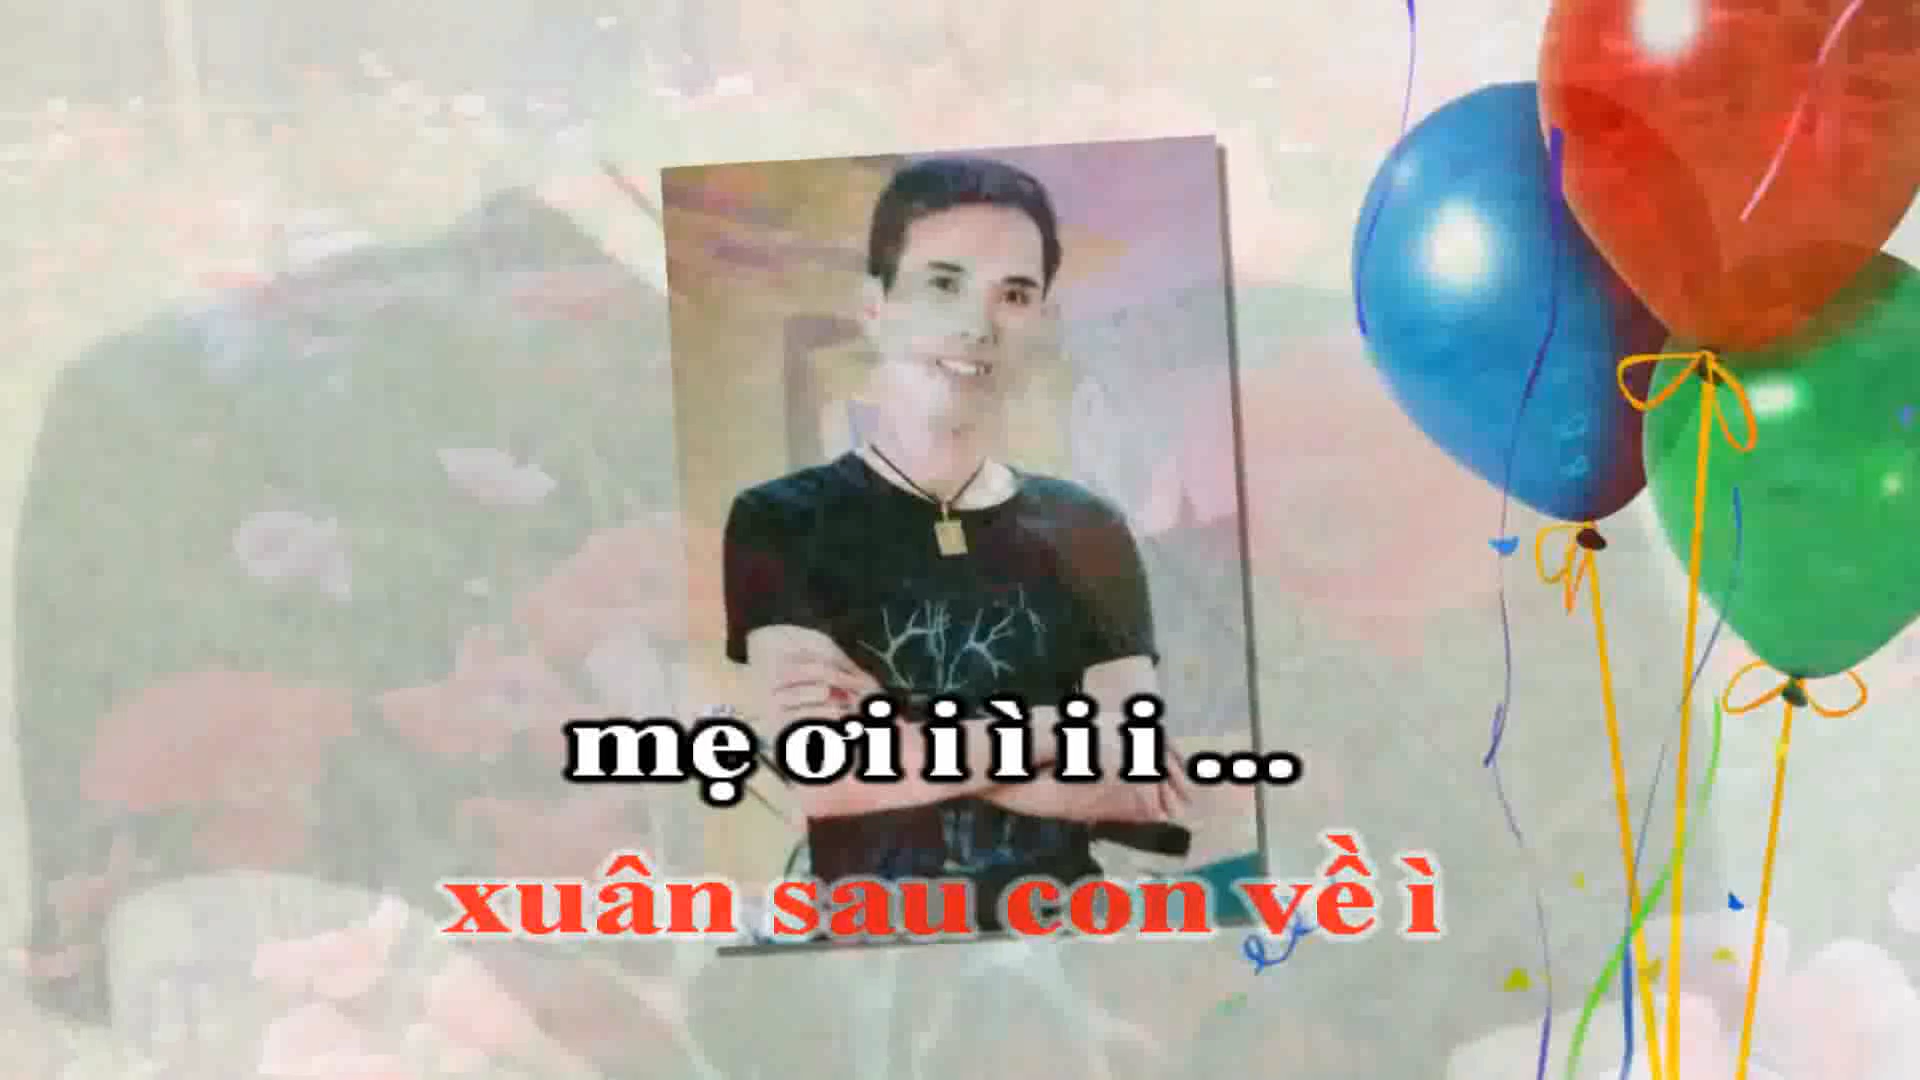 mẹ ơi i ì i i ...
xuân sau con về ì